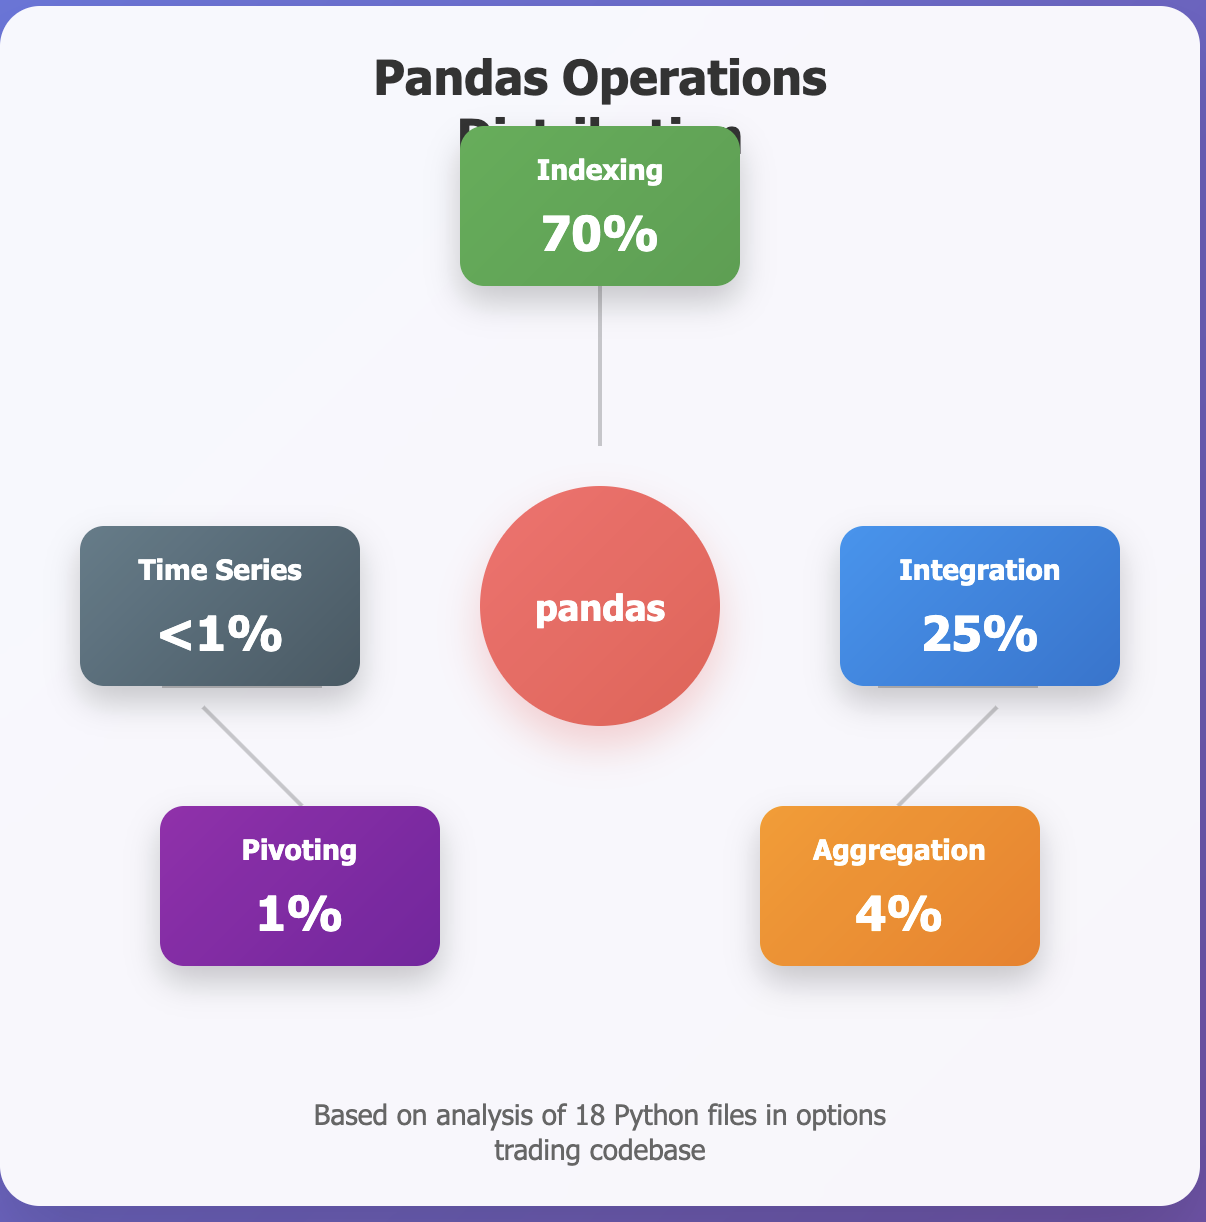 Pandas Operations
Indexing
70%
Time Series
<1%
pandas
Integration
25%
Pivoting
1%
Aggregation
4%
Based on analysis of 18 Python files in options
trading codebase